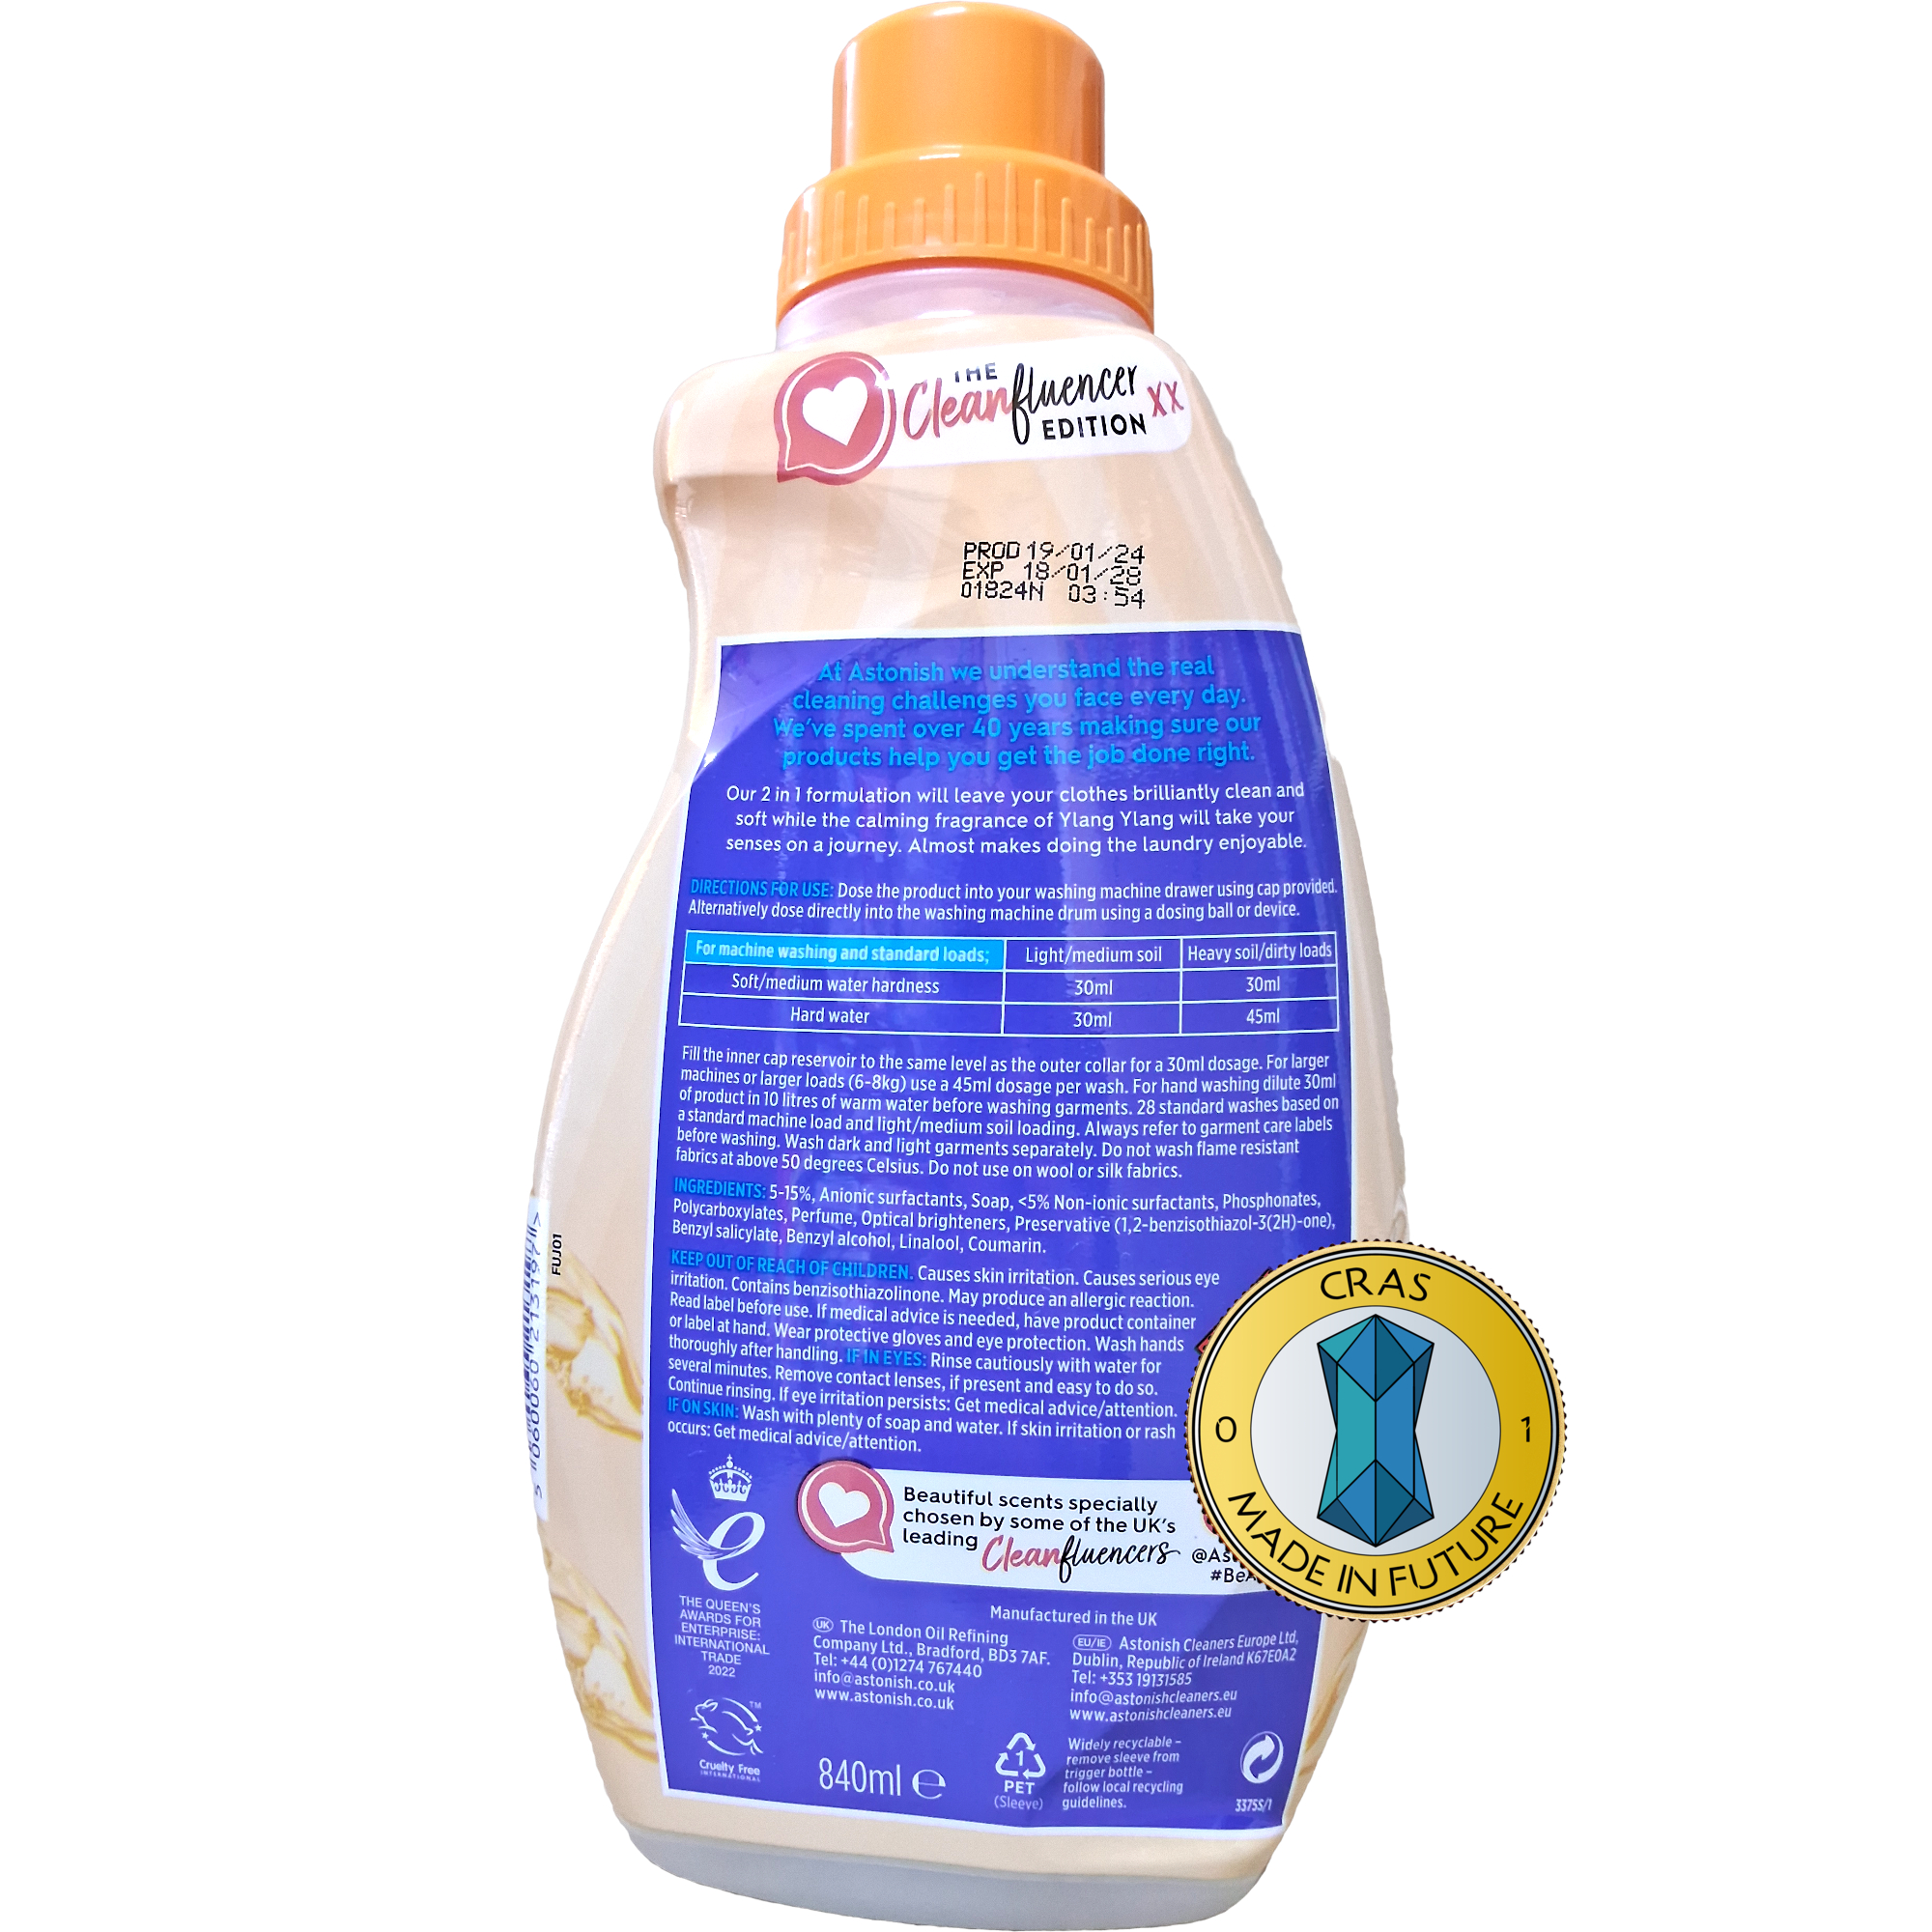 THE
Cleanfluencer XX
EDITION
PROD 19/01/24
EXP 18/01/28
01824N 03:54
At Astonish we understand the real
cleaning challenges you face every day.
We've spent over 40 years making sure our
products help you get the job done right.
Our 2 in 1 formulation will leave your clothes brilliantly clean and
soft while the calming fragrance of Ylang Ylang will take your
senses on a journey. Almost makes doing the laundry enjoyable.
DIRECTIONS FOR USE: Dose the product into your washing machine drawer using cap provided.
Alternatively dose directly into the washing machine drum using a dosing ball or device.
For machine washing and standard loads; Light/medium soil Heavy soil/dirty loads
Soft/medium water hardness 30ml 30ml
Hard water 30ml 45ml
Fill the inner cap reservoir to the same level as the outer collar for a 30ml dosage. For larger
machines or larger loads (6-8kg) use a 45ml dosage per wash. For hand washing dilute 30ml
of product in 10 litres of warm water before washing garments. 28 standard washes based on
a standard machine load and light/medium soil loading. Always refer to garment care labels
before washing. Wash dark and light garments separately. Do not wash flame resistant
fabrics at above 50 degrees Celsius. Do not use on wool or silk fabrics.
INGREDIENTS: 5-15%, Anionic surfactants, Soap, <5% Non-ionic surfactants, Phosphonates,
Polycarboxylates, Perfume, Optical brighteners, Preservative (1,2-benzisothiazol-3(2H)-one),
Benzyl salicylate, Benzyl alcohol, Linalool, Coumarin.
KEEP OUT OF REACH OF CHILDREN. Causes skin irritation. Causes serious eye
irritation. Contains benzisothiazolinone. May produce an allergic reaction.
Read label before use. If medical advice is needed, have product container
or label at hand. Wear protective gloves and eye protection. Wash hands
thoroughly after handling. IF IN EYES: Rinse cautiously with water for
several minutes. Remove contact lenses, if present and easy to do so.
Continue rinsing. If eye irritation persists: Get medical advice/attention.
IF ON SKIN: Wash with plenty of soap and water. If skin irritation or rash
occurs: Get medical advice/attention.
FUJ01
5 060060 213197 >
CRAS
0 1
MADE IN FUTURE
Beautiful scents specially
chosen by some of the UK's
leading Cleanfluencers
THE QUEEN'S
AWARDS FOR
ENTERPRISE:
INTERNATIONAL
TRADE
2022
Manufactured in the UK
UK The London Oil Refining
Company Ltd., Bradford, BD3 7AF.
Tel: +44 (0)1274 767440
info@astonish.co.uk
www.astonish.co.uk
EU/IE Astonish Cleaners Europe Ltd,
Dublin, Republic of Ireland K67E0A2
Tel: +353 19131585
info@astonishcleaners.eu
www.astonishcleaners.eu
TM
Cruelty Free
INTERNATIONAL
840ml e
1
PET
(Sleeve)
Widely recyclable –
remove sleeve from
trigger bottle –
follow local recycling
guidelines.
3375S/1